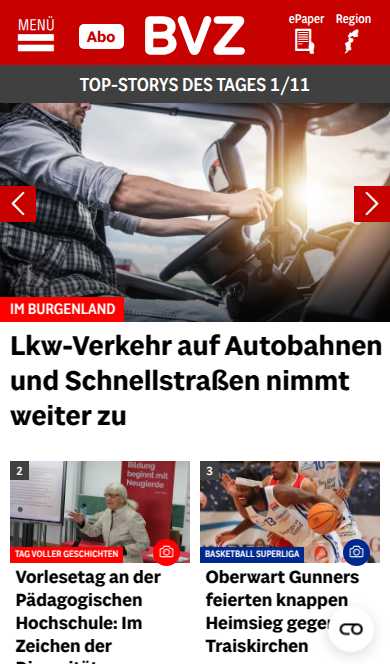 MENÜ
Abo
BVZ
ePaper
Region
TOP-STORYS DES TAGES 1/11
IM BURGENLAND
Lkw-Verkehr auf Autobahnen
und Schnellstraßen nimmt
weiter zu
2
Bildung
beginnt mit
Neugierde
TAG VOLLER GESCHICHTEN
Vorlesetag an der
Pädagogischen
Hochschule: Im
Zeichen der
3
10
13
BASKETBALL SUPERLIGA
Oberwart Gunners
feierten knappen
Heimsieg gegen
Traiskirchen